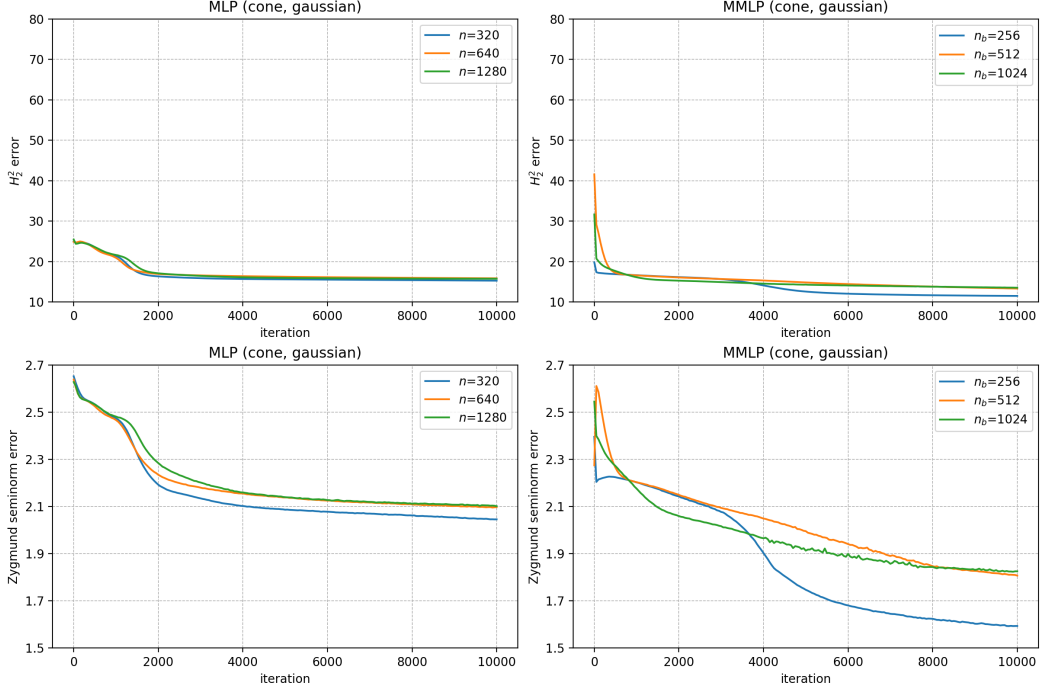 MLP (cone, gaussian)
80
70
60
50
40
30
20
10
H₂² error
0 2000 4000 6000 8000 10000
iteration
n=320
n=640
n=1280
MMLP (cone, gaussian)
80
70
60
50
40
30
20
10
H₂² error
0 2000 4000 6000 8000 10000
iteration
n_b=256
n_b=512
n_b=1024
MLP (cone, gaussian)
2.7
2.5
2.3
2.1
1.9
1.7
1.5
Zygmund seminorm error
0 2000 4000 6000 8000 10000
iteration
n=320
n=640
n=1280
MMLP (cone, gaussian)
2.7
2.5
2.3
2.1
1.9
1.7
1.5
Zygmund seminorm error
0 2000 4000 6000 8000 10000
iteration
n_b=256
n_b=512
n_b=1024